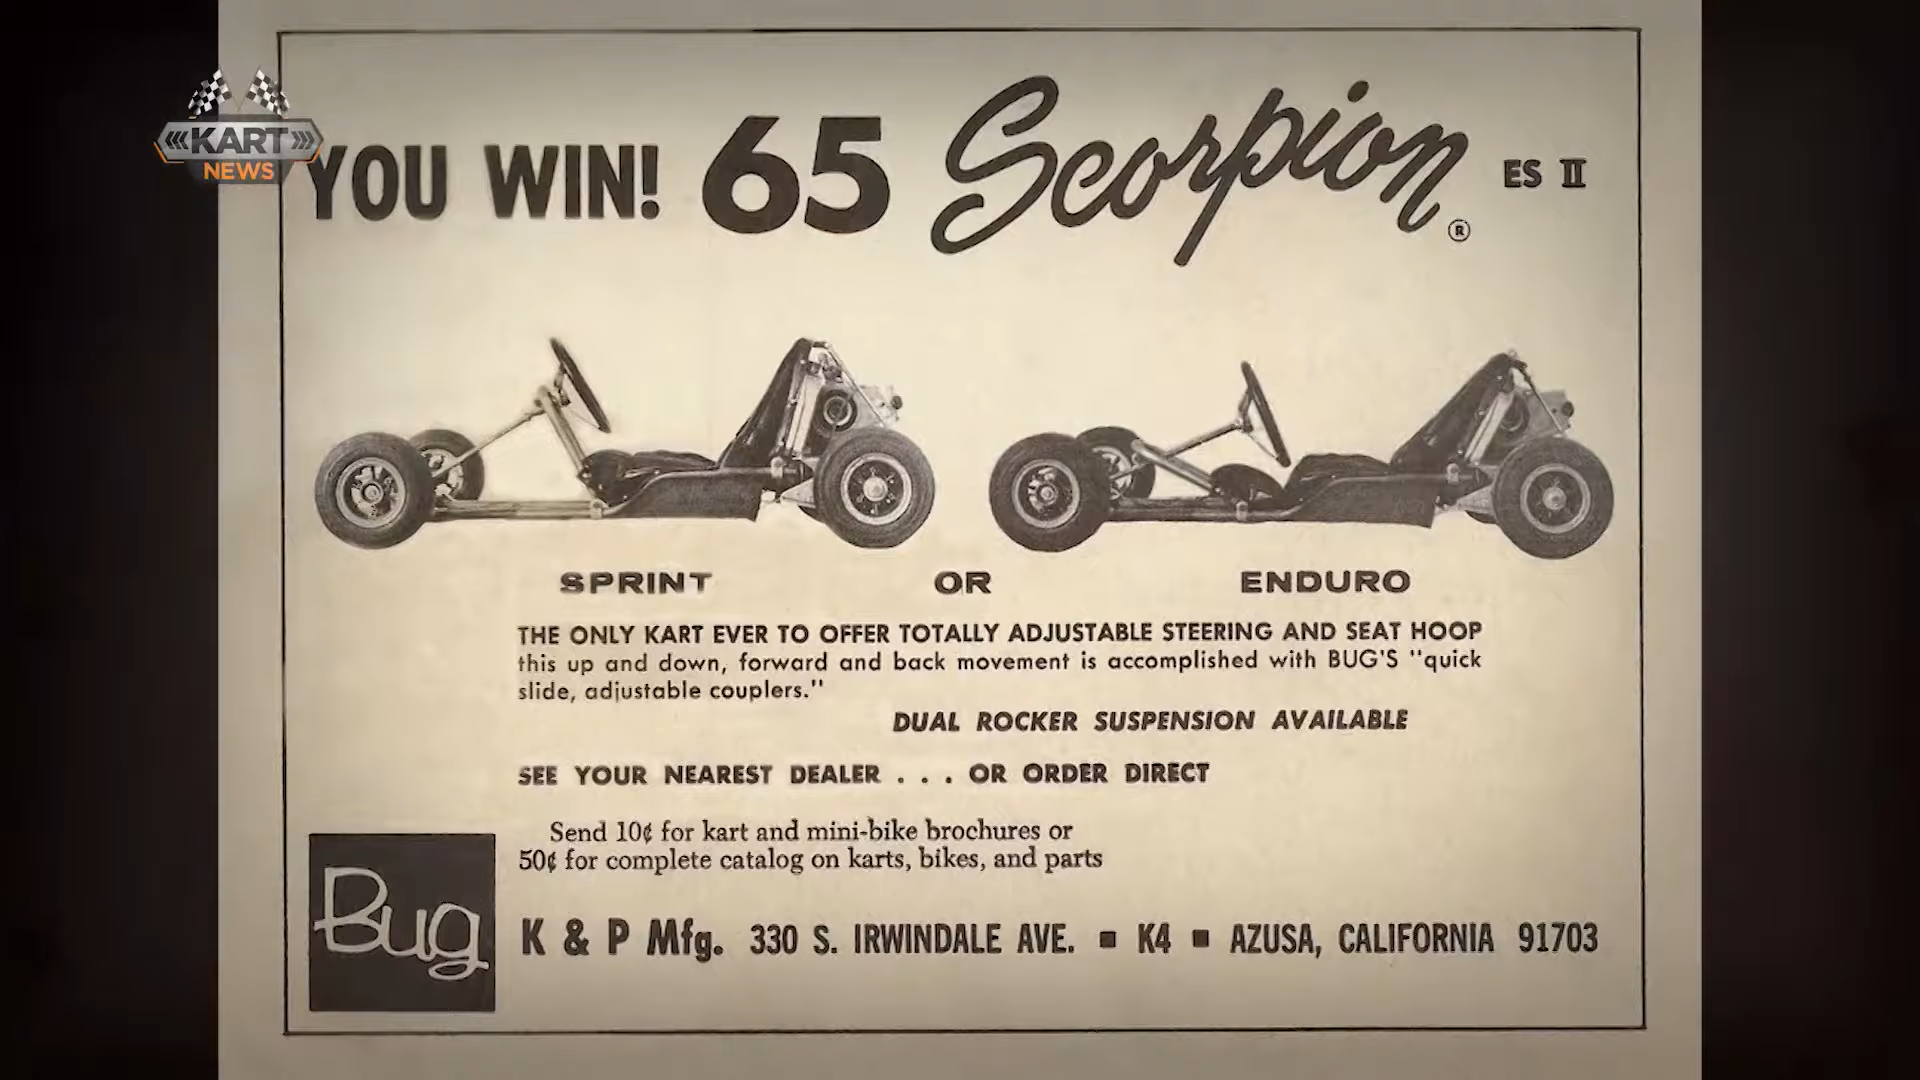 KART
NEWS
YOU WIN! 65 Scorpion ® ES II
SPRINT OR ENDURO
THE ONLY KART EVER TO OFFER TOTALLY ADJUSTABLE STEERING AND SEAT HOOP
this up and down, forward and back movement is accomplished with BUG'S "quick
slide, adjustable couplers."
DUAL ROCKER SUSPENSION AVAILABLE
SEE YOUR NEAREST DEALER . . . OR ORDER DIRECT
Send 10¢ for kart and mini-bike brochures or
50¢ for complete catalog on karts, bikes, and parts
Bug
K & P Mfg. 330 S. IRWINDALE AVE. ■ K4 ■ AZUSA, CALIFORNIA 91703